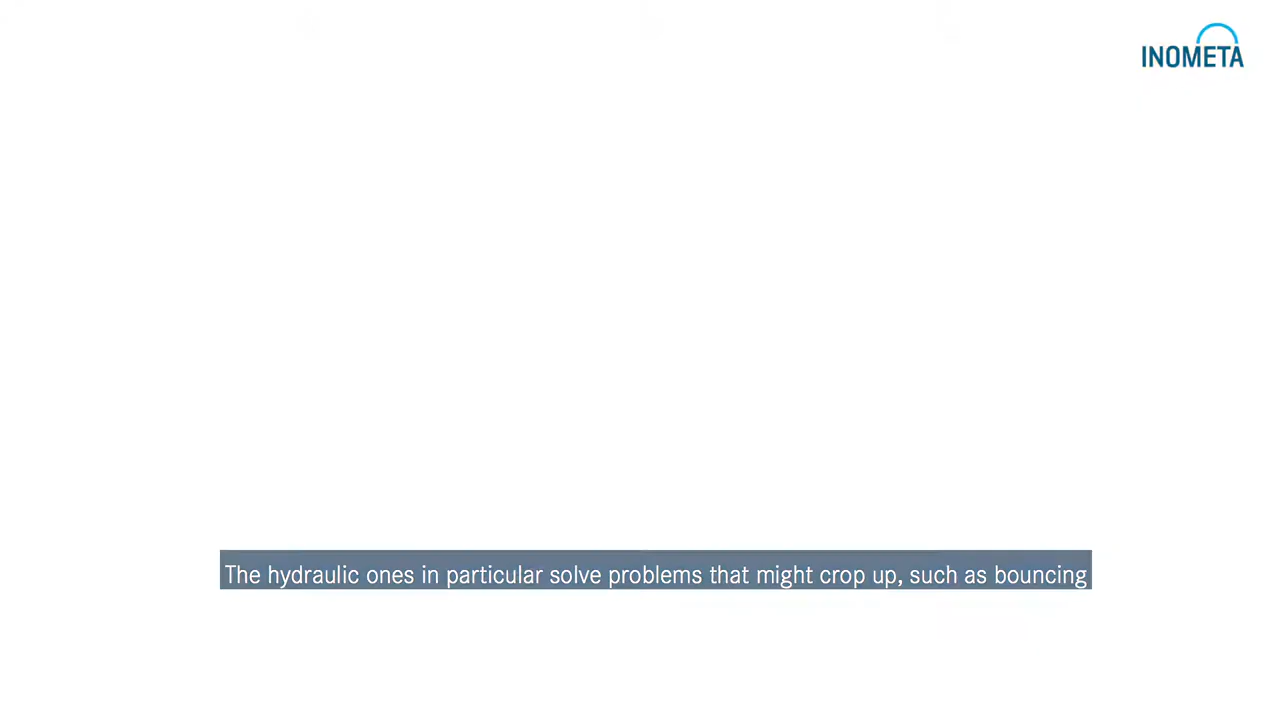 INOMETA
The hydraulic ones in particular solve problems that might crop up, such as bouncing